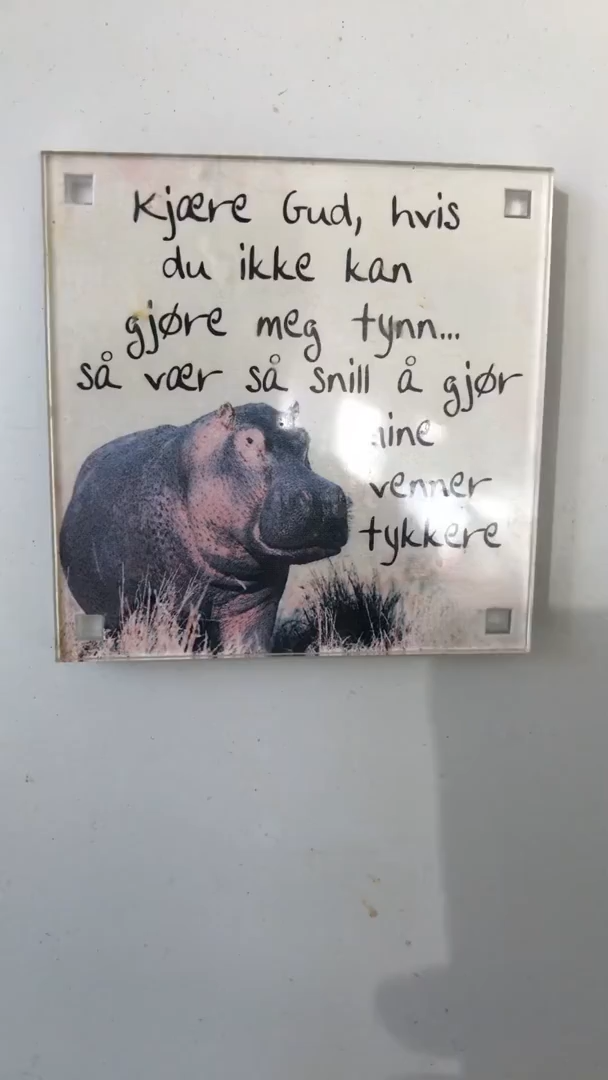 Kjære Gud, hvis
du ikke kan
gjøre meg tynn...
så vær så snill å gjør
venner
tykkere